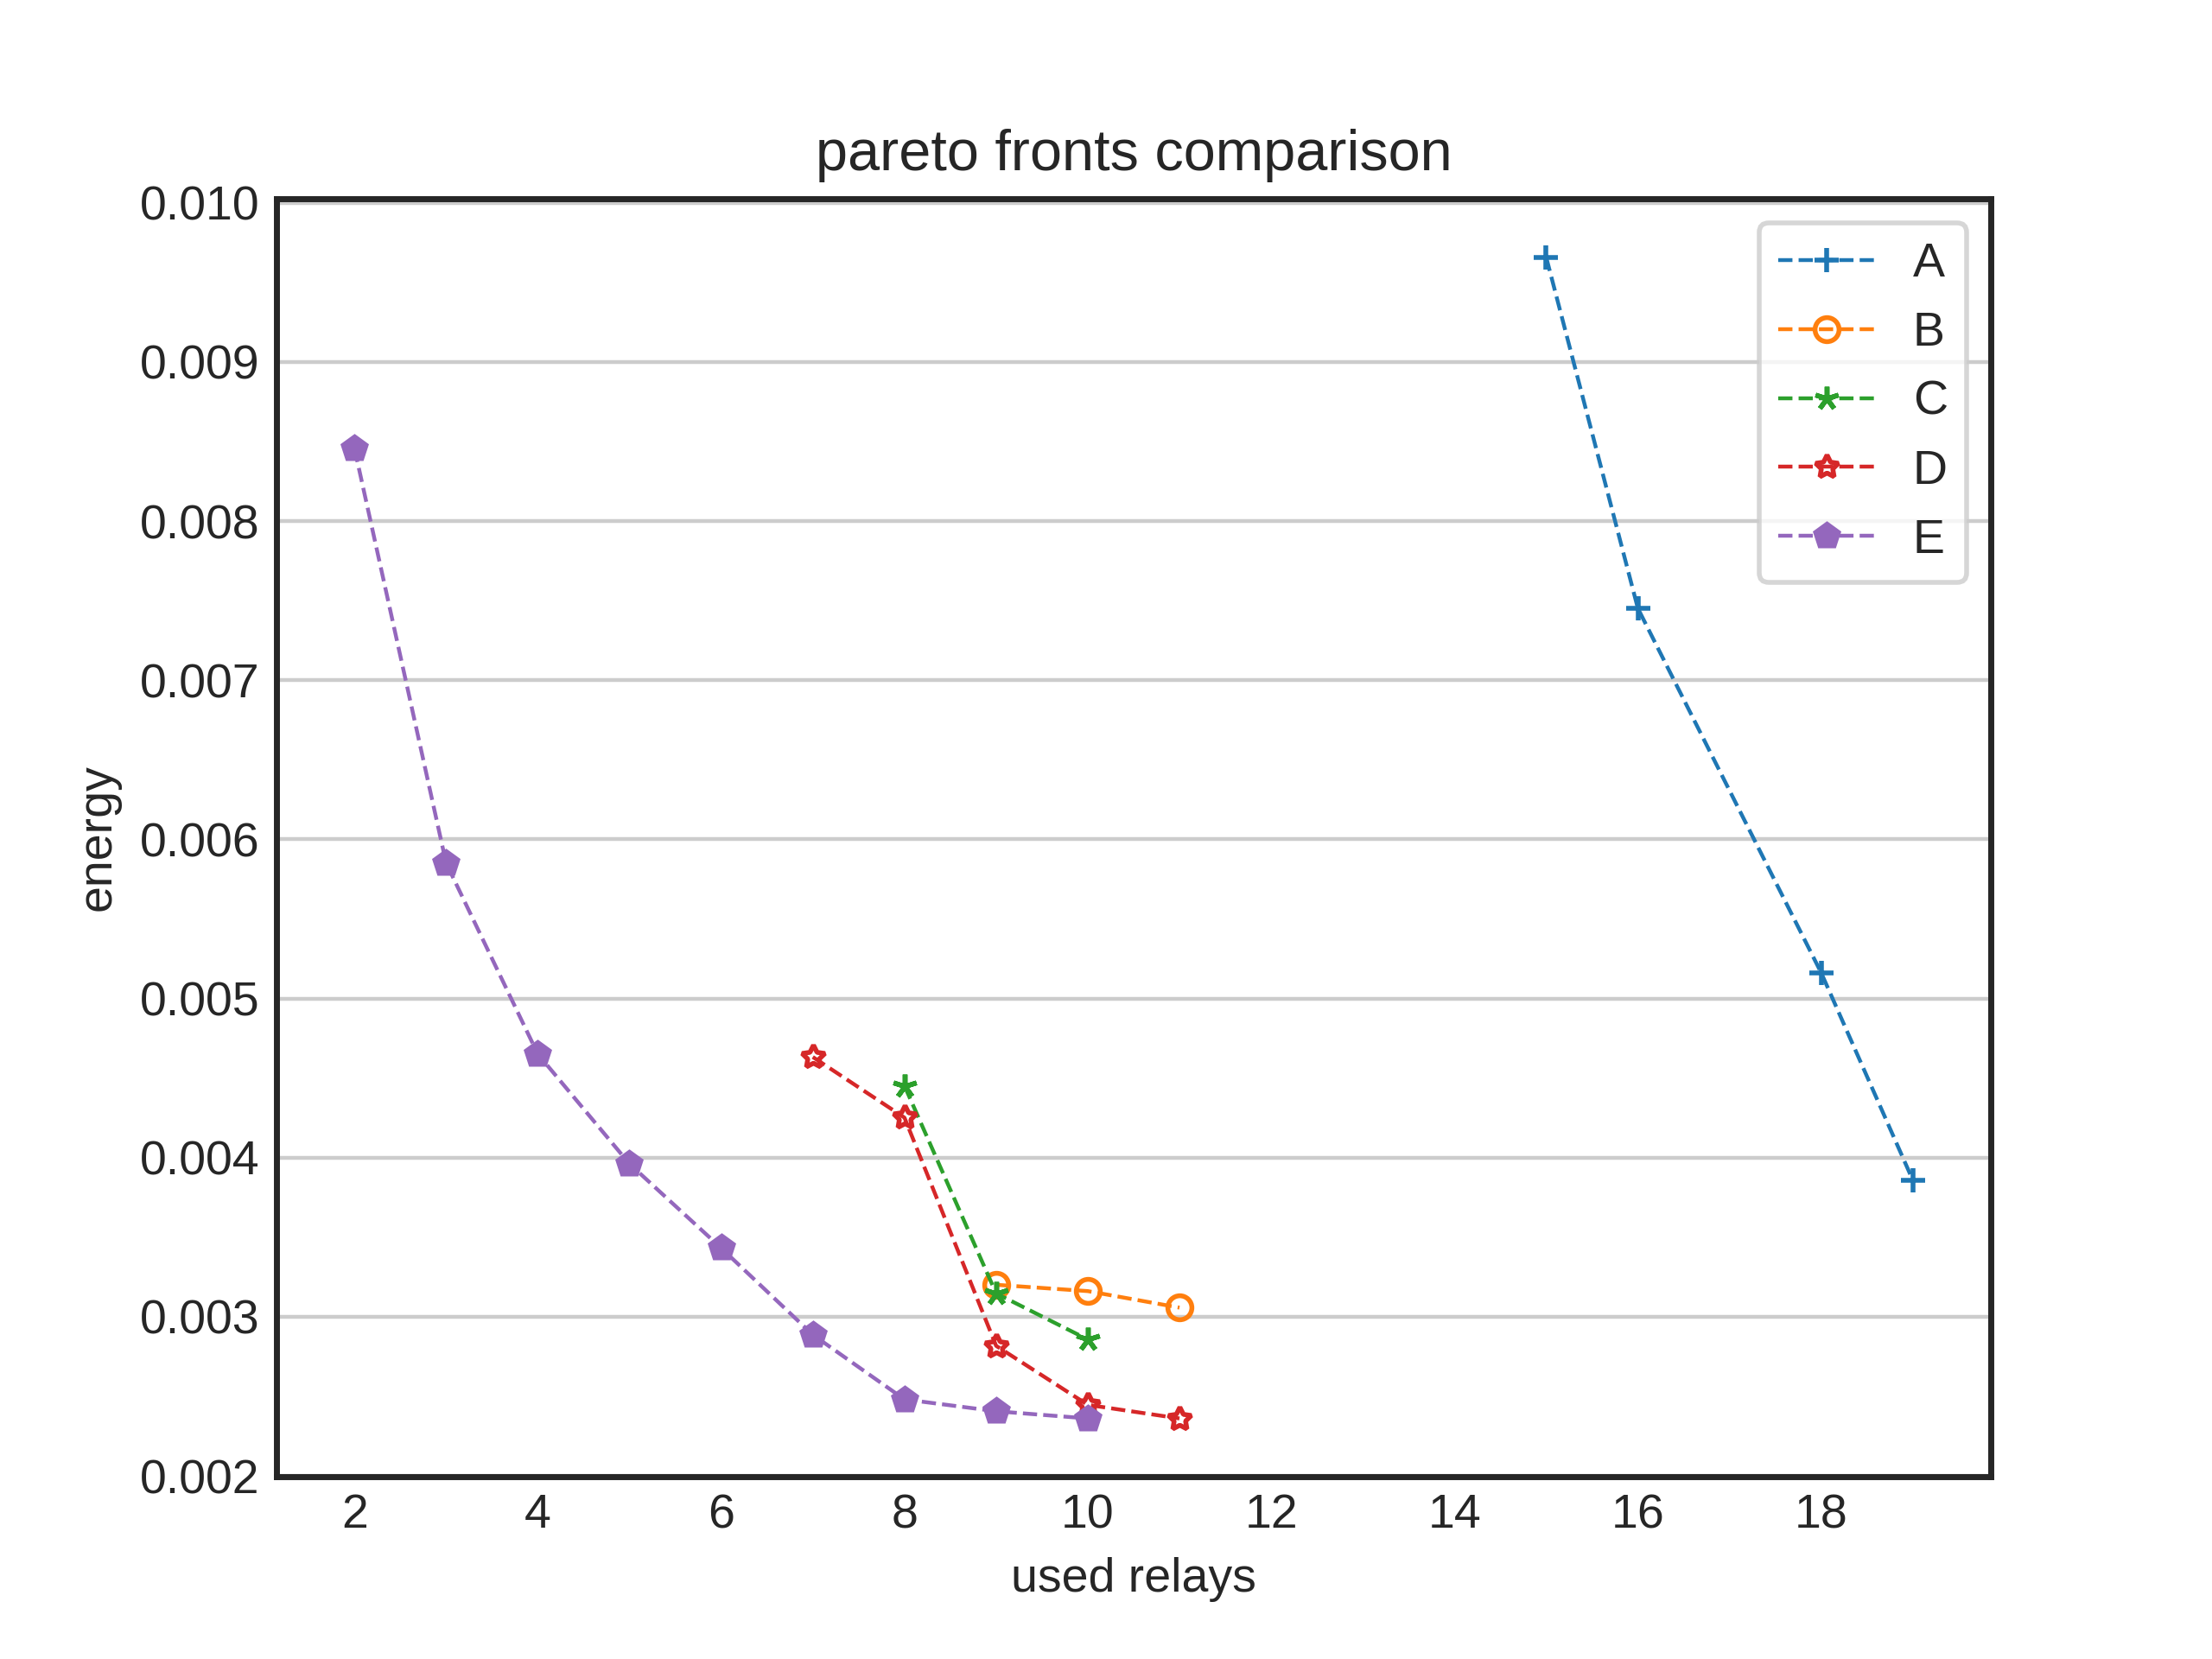 pareto fronts comparison
0.010
0.009
0.008
0.007
0.006
0.005
0.004
0.003
0.002
energy
A
B
C
D
E
2 4 6 8 10 12 14 16 18
used relays